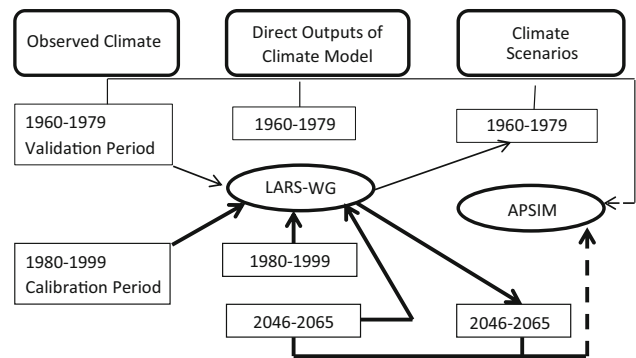 Observed Climate
Direct Outputs of
Climate Model
Climate
Scenarios
1960-1979
Validation Period
1960-1979
1960-1979
LARS-WG
APSIM
1980-1999
Calibration Period
1980-1999
2046-2065
2046-2065